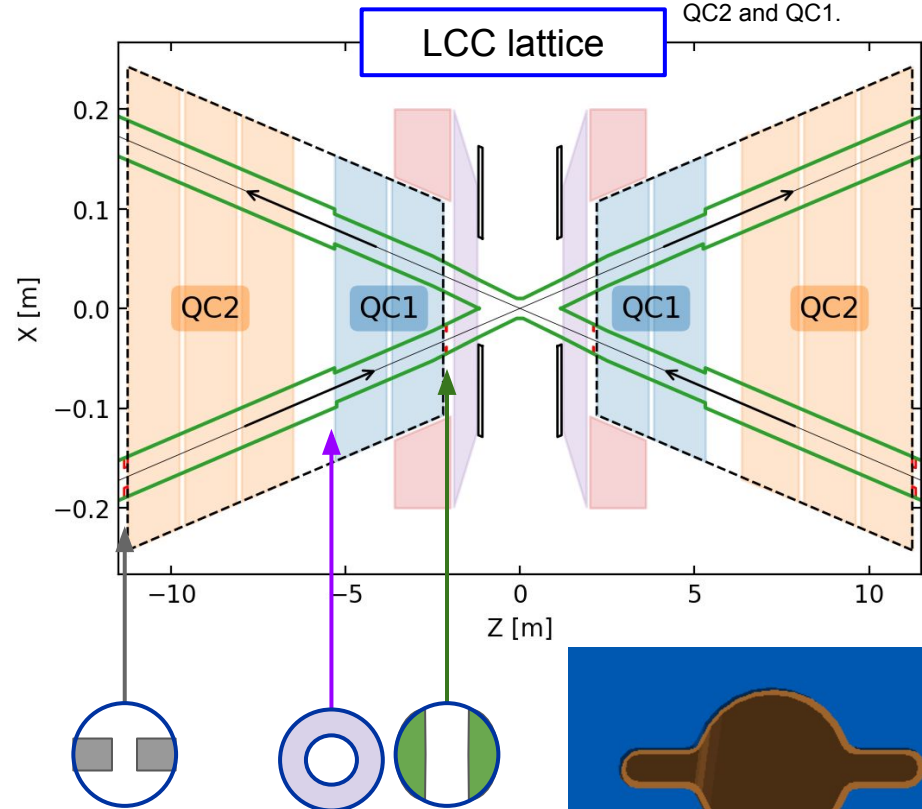 QC2 and QC1.
LCC lattice
0.2
0.1
0.0
−0.1
−0.2
X [m]
QC2
QC1
QC1
QC2
−10
−5
0
5
10
Z [m]